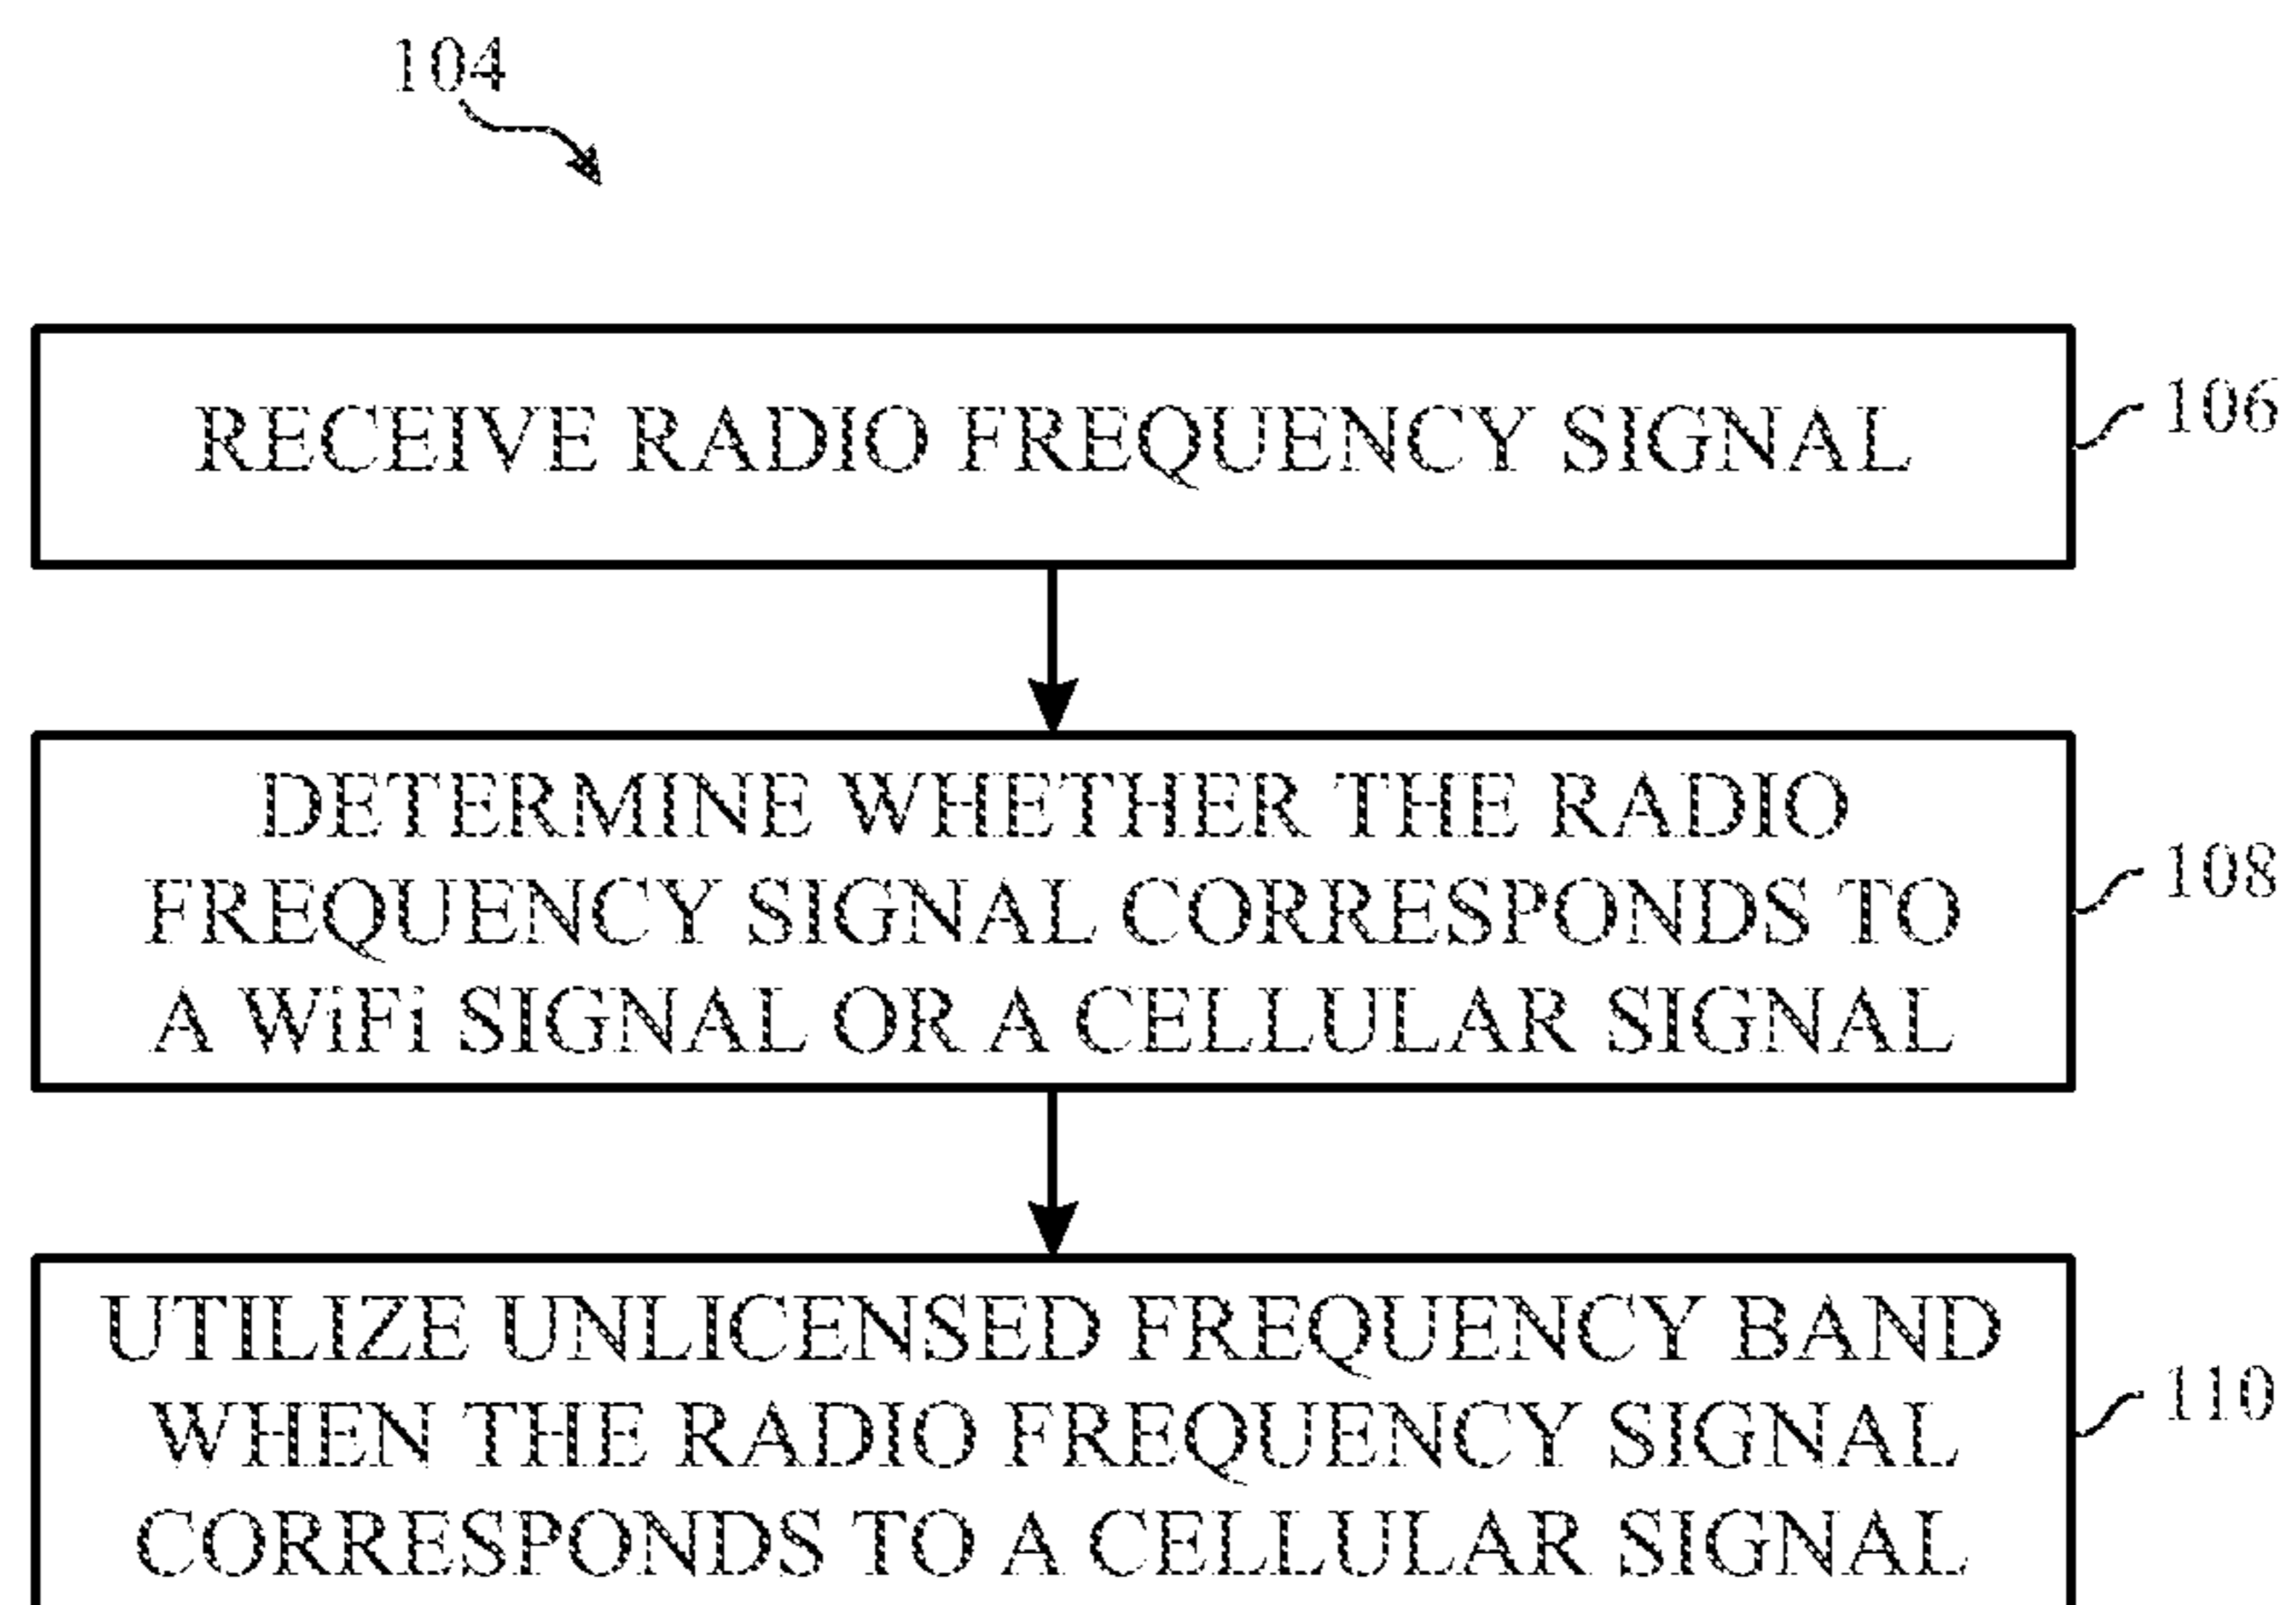 104
RECEIVE RADIO FREQUENCY SIGNAL
106
DETERMINE WHETHER THE RADIO
FREQUENCY SIGNAL CORRESPONDS TO
A WiFi SIGNAL OR A CELLULAR SIGNAL
108
UTILIZE UNLICENSED FREQUENCY BAND
WHEN THE RADIO FREQUENCY SIGNAL
CORRESPONDS TO A CELLULAR SIGNAL
110